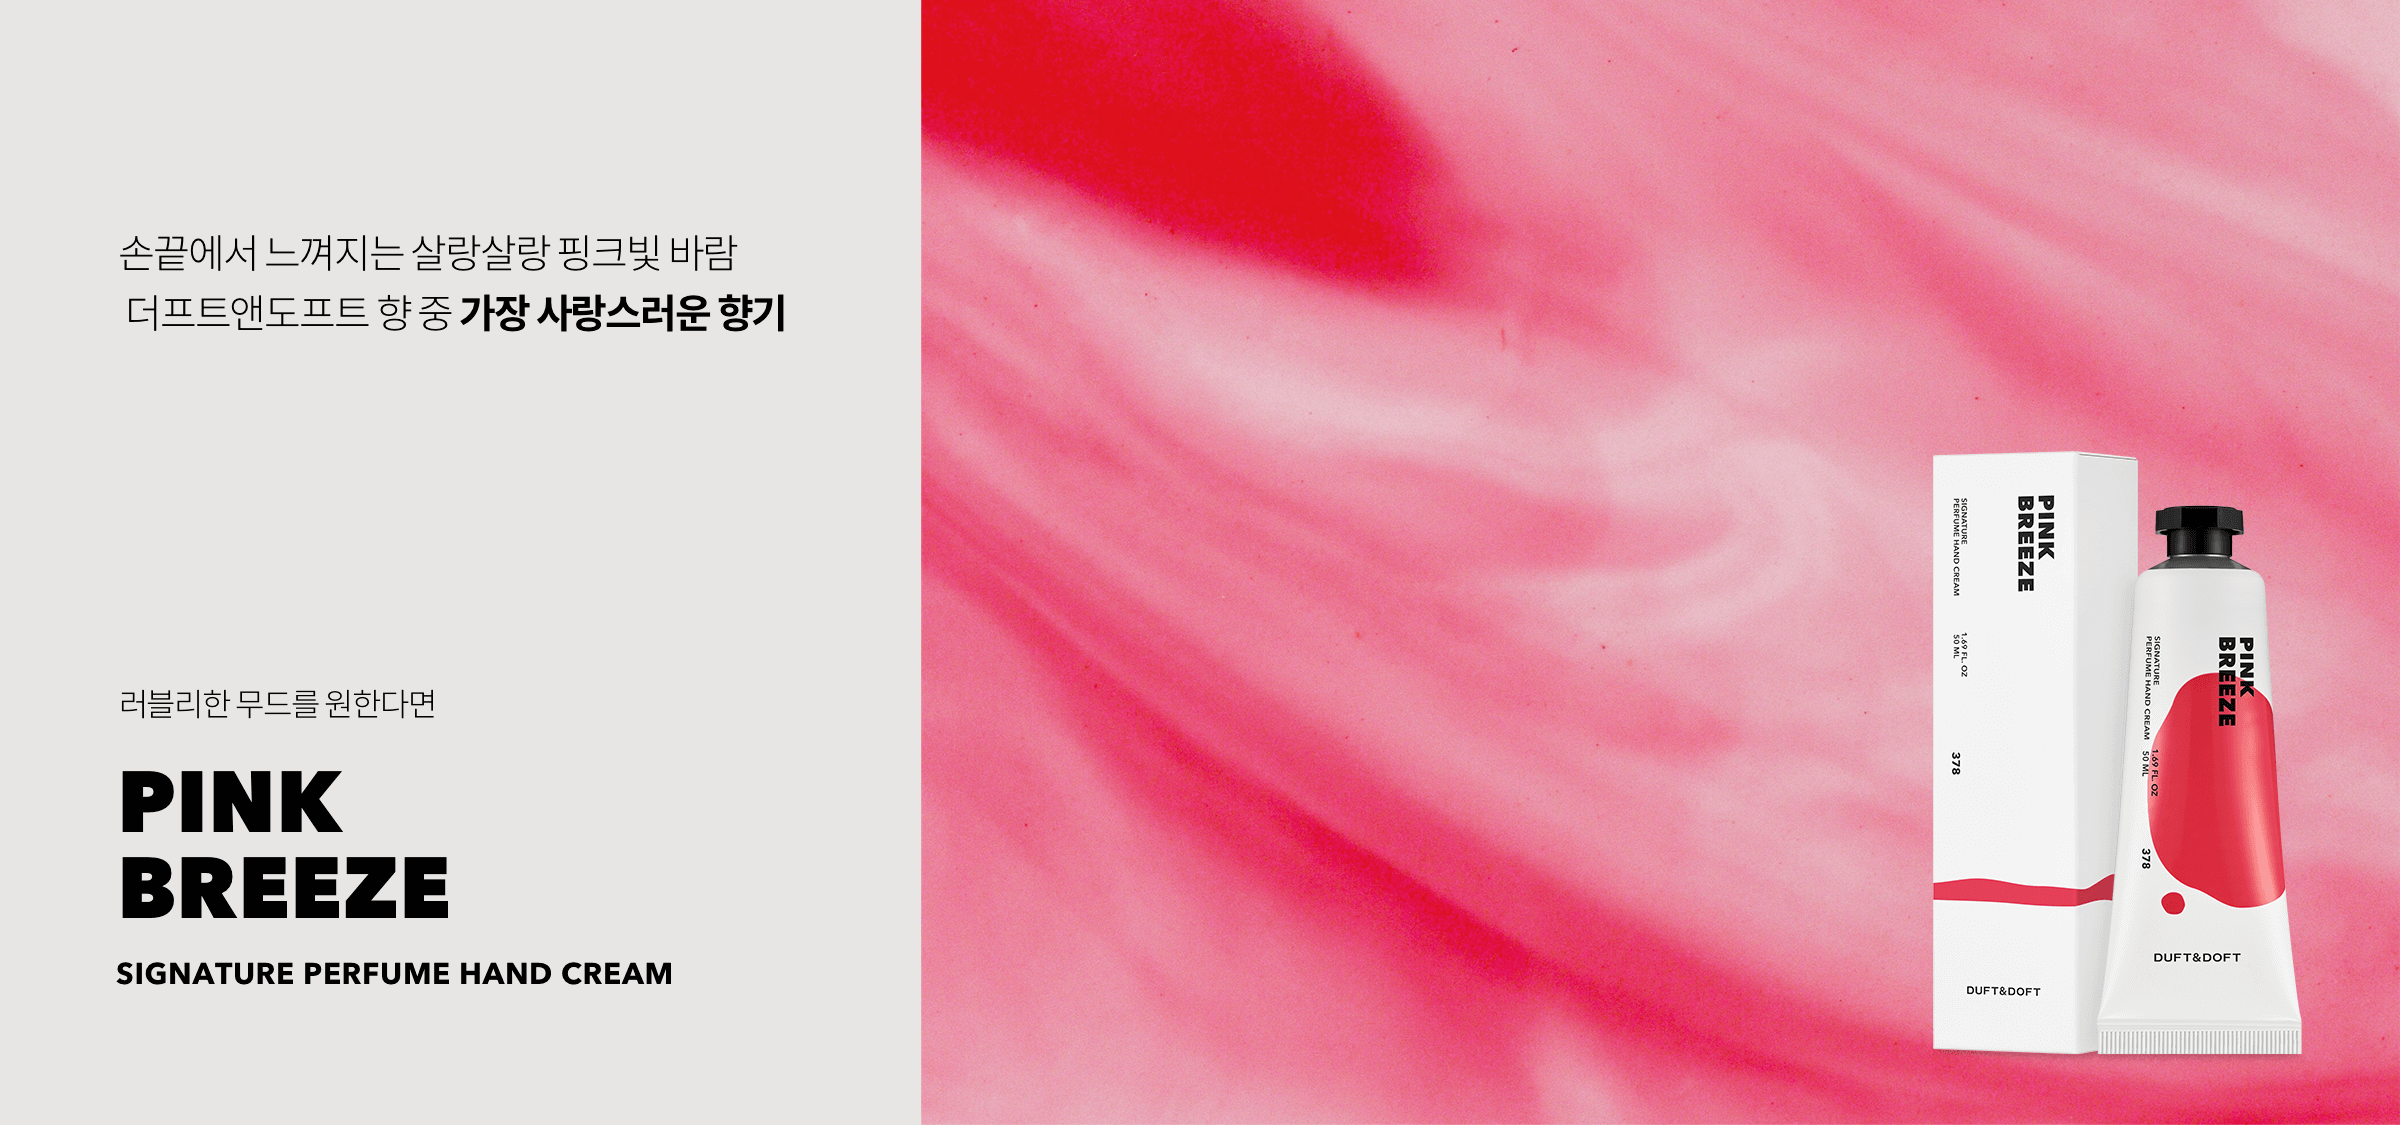 손끝에서 느껴지는 살랑살랑 핑크빛 바람
더프트앤도프트 향 중 가장 사랑스러운 향기
러블리한 무드를 원한다면
PINK
BREEZE
SIGNATURE PERFUME HAND CREAM
PINK
BREEZE
SIGNATURE
PERFUME HAND CREAM
1.69 FL. OZ
50 ML
378
DUFT&DOFT
PINK
BREEZE
SIGNATURE
PERFUME HAND CREAM
1.69 FL. OZ
50 ML
378
DUFT&DOFT